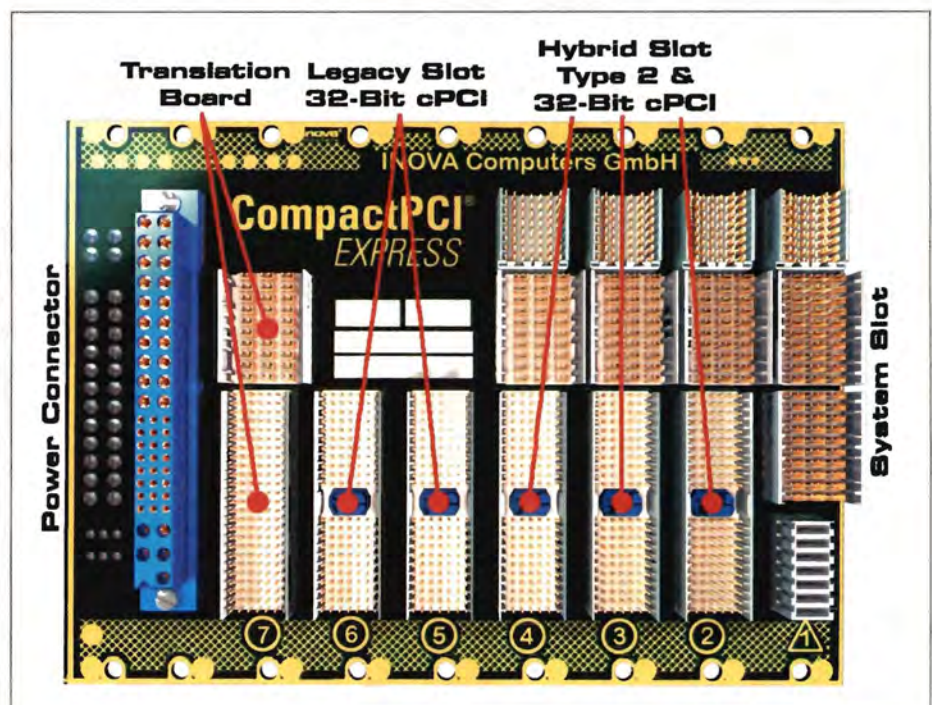 Translation
Board
Legacy Slot
32-Bit cPCI
Hybrid Slot
Type 2 &
32-Bit cPCI
inova®
INOVA Computers GmbH
CompactPCI®
EXPRESS
Power Connector
System Slot
7
6
5
4
3
2
1